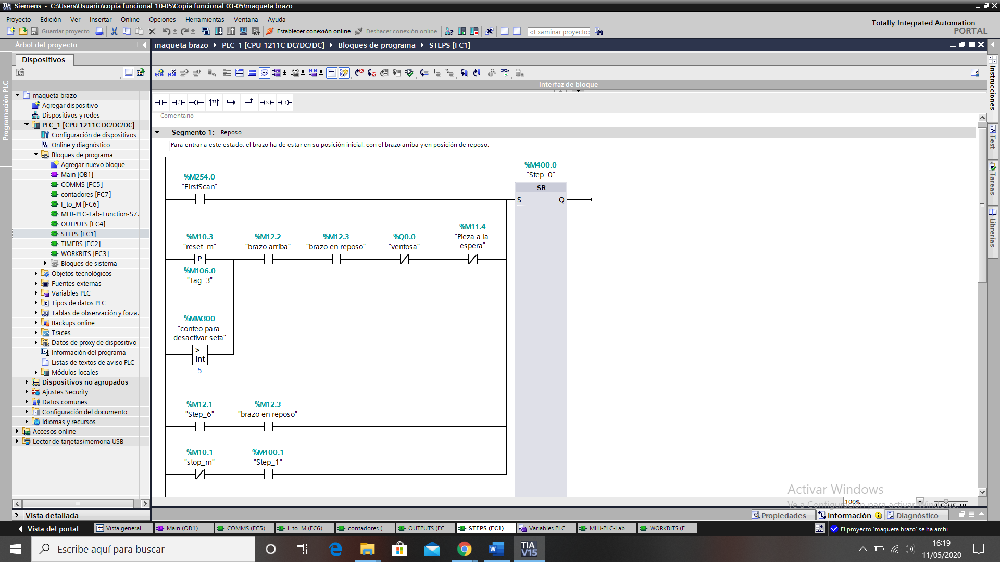 Siemens - C:\Users\Usuario\copia funcional 10-05\Copia funcional 03-05\maqueta brazo
Proyecto Edición Ver Insertar Online Opciones Herramientas Ventana Ayuda
Totally Integrated Automation
PORTAL
Guardar proyecto
Establecer conexión online
Deshacer conexión online
<Examinar proyecto>
Árbol del proyecto
maqueta brazo PLC_1 [CPU 1211C DC/DC/DC] Bloques de programa STEPS [FC1]
Dispositivos
Programación PLC
maqueta brazo
Agregar dispositivo
Dispositivos y redes
PLC_1 [CPU 1211C DC/DC/DC]
Configuración de dispositivos
Online y diagnóstico
Bloques de programa
Agregar nuevo bloque
Main [OB1]
COMMS [FC5]
contadores [FC7]
I_to_M [FC6]
MHJ-PLC-Lab-Function-S7..
OUTPUTS [FC4]
STEPS [FC1]
TIMERS [FC2]
WORKBITS [FC3]
Bloques de sistema
Objetos tecnológicos
Fuentes externas
Variables PLC
Tipos de datos PLC
Tablas de observación y forza..
Backups online
Traces
Datos de proxy de dispositivo
Información del programa
Listas de textos de aviso PLC
Módulos locales
Dispositivos no agrupados
Ajustes Security
Datos comunes
Configuración del documento
Idiomas y recursos
Accesos online
Lector de tarjetas/memoria USB
Vista detallada
Interfaz de bloque
Comentario
Segmento 1: Reposo
Para entrar a este estado, el brazo ha de estar en su posición inicial, con el brazo arriba y en posición de reposo.
%M254.0
"FirstScan"
%M400.0
"Step_0"
SR
S Q
%M10.3
"reset_m"
P
%M106.0
"Tag_3"
%M12.2
"brazo arriba"
%M12.3
"brazo en reposo"
%Q0.0
"ventosa"
%M11.4
"Pieza a la
espera"
%MW300
"conteo para
desactivar seta"
>=
Int
5
%M12.1
"Step_6"
%M12.3
"brazo en reposo"
%M10.1
"stop_m"
%M400.1
"Step_1"
Instrucciones
Test
Tareas
Librerías
Activar Windows
Ve a Configuración para activar Windows.
100%
Propiedades Información Diagnóstico
Vista del portal
Vista general
Main (OB1)
COMMS (FC5)
I_to_M (FC6)
contadores (...
OUTPUTS (FC...
STEPS (FC1)
Variables PLC
MHJ-PLC-Lab...
WORKBITS (F...
El proyecto 'maqueta brazo' se ha archi...
Escribe aquí para buscar
TIA
V15
16:19
11/05/2020